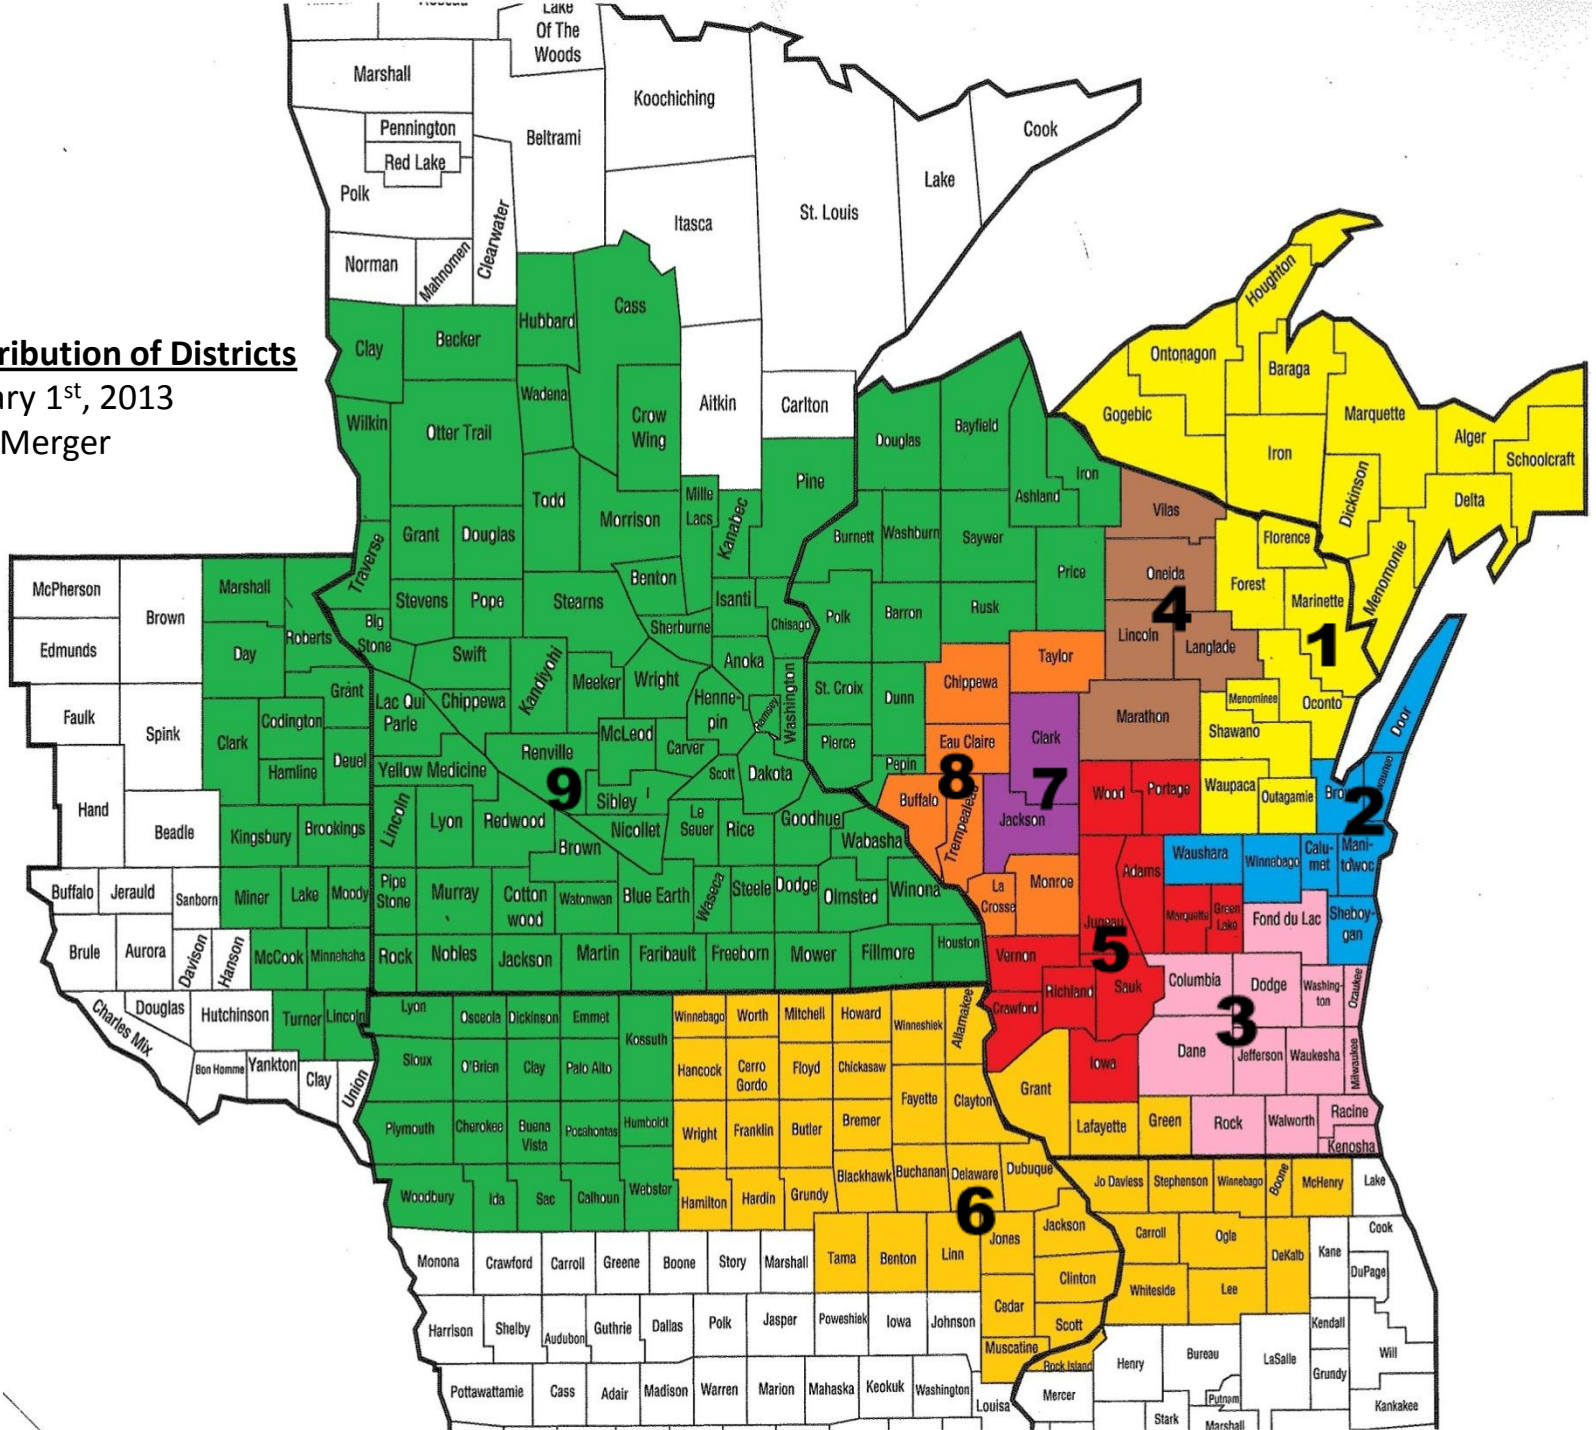 Lake
Of The
Woods
Marshall
Koochiching
Pennington
Beltrami
Cook
Red Lake
Polk
Lake
Clearwater
St. Louis
Itasca
Norman
Mahnomen
Houghton
Cass
Hubbard
ribution of Districts
Clay
Becker
Ontonagon
Baraga
ary 1st, 2013
Wadena
Aitkin
Carlton
Crow
Wing
Gogebic
Marquette
Merger
Wilkin
Otter Trail
Douglas
Bayfield
Alger
Iron
Schoolcraft
Iron
Pine
Ashland
Dickinson
Delta
Todd
Mille
Lacs
Morrison
Kanabec
Vilas
Grant
Douglas
Burnett
Washburn
Saywer
Florence
Traverse
Price
Oneida
Forest
Menomonie
McPherson
Marshall
Benton
Stevens
Pope
Stearns
Isanti
Marinette
4
Brown
Big
Stone
Sherburne
Chisago
Polk
Barron
Rusk
Lincoln
Langlade
1
Edmunds
Day
Roberts
Swift
Kandiyohi
Anoka
Taylor
Meeker
Wright
Washington
St. Croix
Dunn
Chippewa
Menominee
Oconto
Grant
Lac Qui
Parle
Chippewa
Henne-
pin
Ramsey
Faulk
Codington
Marathon
Door
Spink
Clark
McLeod
Clark
Shawano
Renville
Carver
Pierce
Eau Claire
Deuel
Yellow Medicine
Scott
Dakota
Pepin
Hamline
8
7
Waupaca
Outagamie
2
9
Sibley
Buffalo
Trempealeau
Wood
Portage
Hand
Lincoln
Lyon
Redwood
Le
Seuer
Rice
Goodhue
Jackson
Beadle
Kingsbury
Brookings
Nicollet
Wabasha
Brown
Waushara
Winnebago
Calu-
met
Mani-
towoc
Buffalo
Jerauld
Sanborn
Miner
Lake
Moody
Pipe
Stone
Murray
Cotton
wood
Watonwan
Blue Earth
Waseca
Steele
Dodge
Olmsted
Winona
La
Crosse
Monroe
Adams
Marquette
Green
Lake
Fond du Lac
Sheboy-
gan
Juneau
Brule
Aurora
Davison
Hanson
McCook
Minnehaha
Rock
Nobles
Jackson
Martin
Faribault
Freeborn
Mower
Fillmore
Houston
Vernon
5
Richland
Sauk
Columbia
Dodge
Washing-
ton
Ozaukee
Charles Mix
Douglas
Hutchinson
Turner
Lincoln
Lyon
Osceola
Dickinson
Emmet
Kossuth
Winnebago
Worth
Mitchell
Howard
Winneshiek
Allamakee
Crawford
3
Bon Homme
Yankton
Clay
Union
Sioux
O'Brien
Clay
Palo Alto
Hancock
Cerro
Gordo
Floyd
Chickasaw
Iowa
Dane
Jefferson
Waukesha
Milwaukee
Fayette
Clayton
Grant
Plymouth
Cherokee
Buena
Vista
Pocahontas
Humboldt
Wright
Franklin
Butler
Bremer
Lafayette
Green
Rock
Walworth
Racine
Kenosha
Woodbury
Ida
Sac
Calhoun
Webster
Hamilton
Hardin
Grundy
Blackhawk
Buchanan
Delaware
Dubuque
Jo Daviess
Stephenson
Winnebago
Boone
McHenry
Lake
6
Jones
Jackson
Carroll
Ogle
DeKalb
Kane
Cook
Monona
Crawford
Carroll
Greene
Boone
Story
Marshall
Tama
Benton
Linn
DuPage
Clinton
Whiteside
Lee
Cedar
Harrison
Shelby
Audubon
Guthrie
Dallas
Polk
Jasper
Poweshiek
Iowa
Johnson
Scott
Kendall
Muscatine
Rock Island
Henry
Bureau
LaSalle
Will
Grundy
Pottawattamie
Cass
Adair
Madison
Warren
Marion
Mahaska
Keokuk
Washington
Louisa
Mercer
Putnam
Kankakee
Stark
Marshall